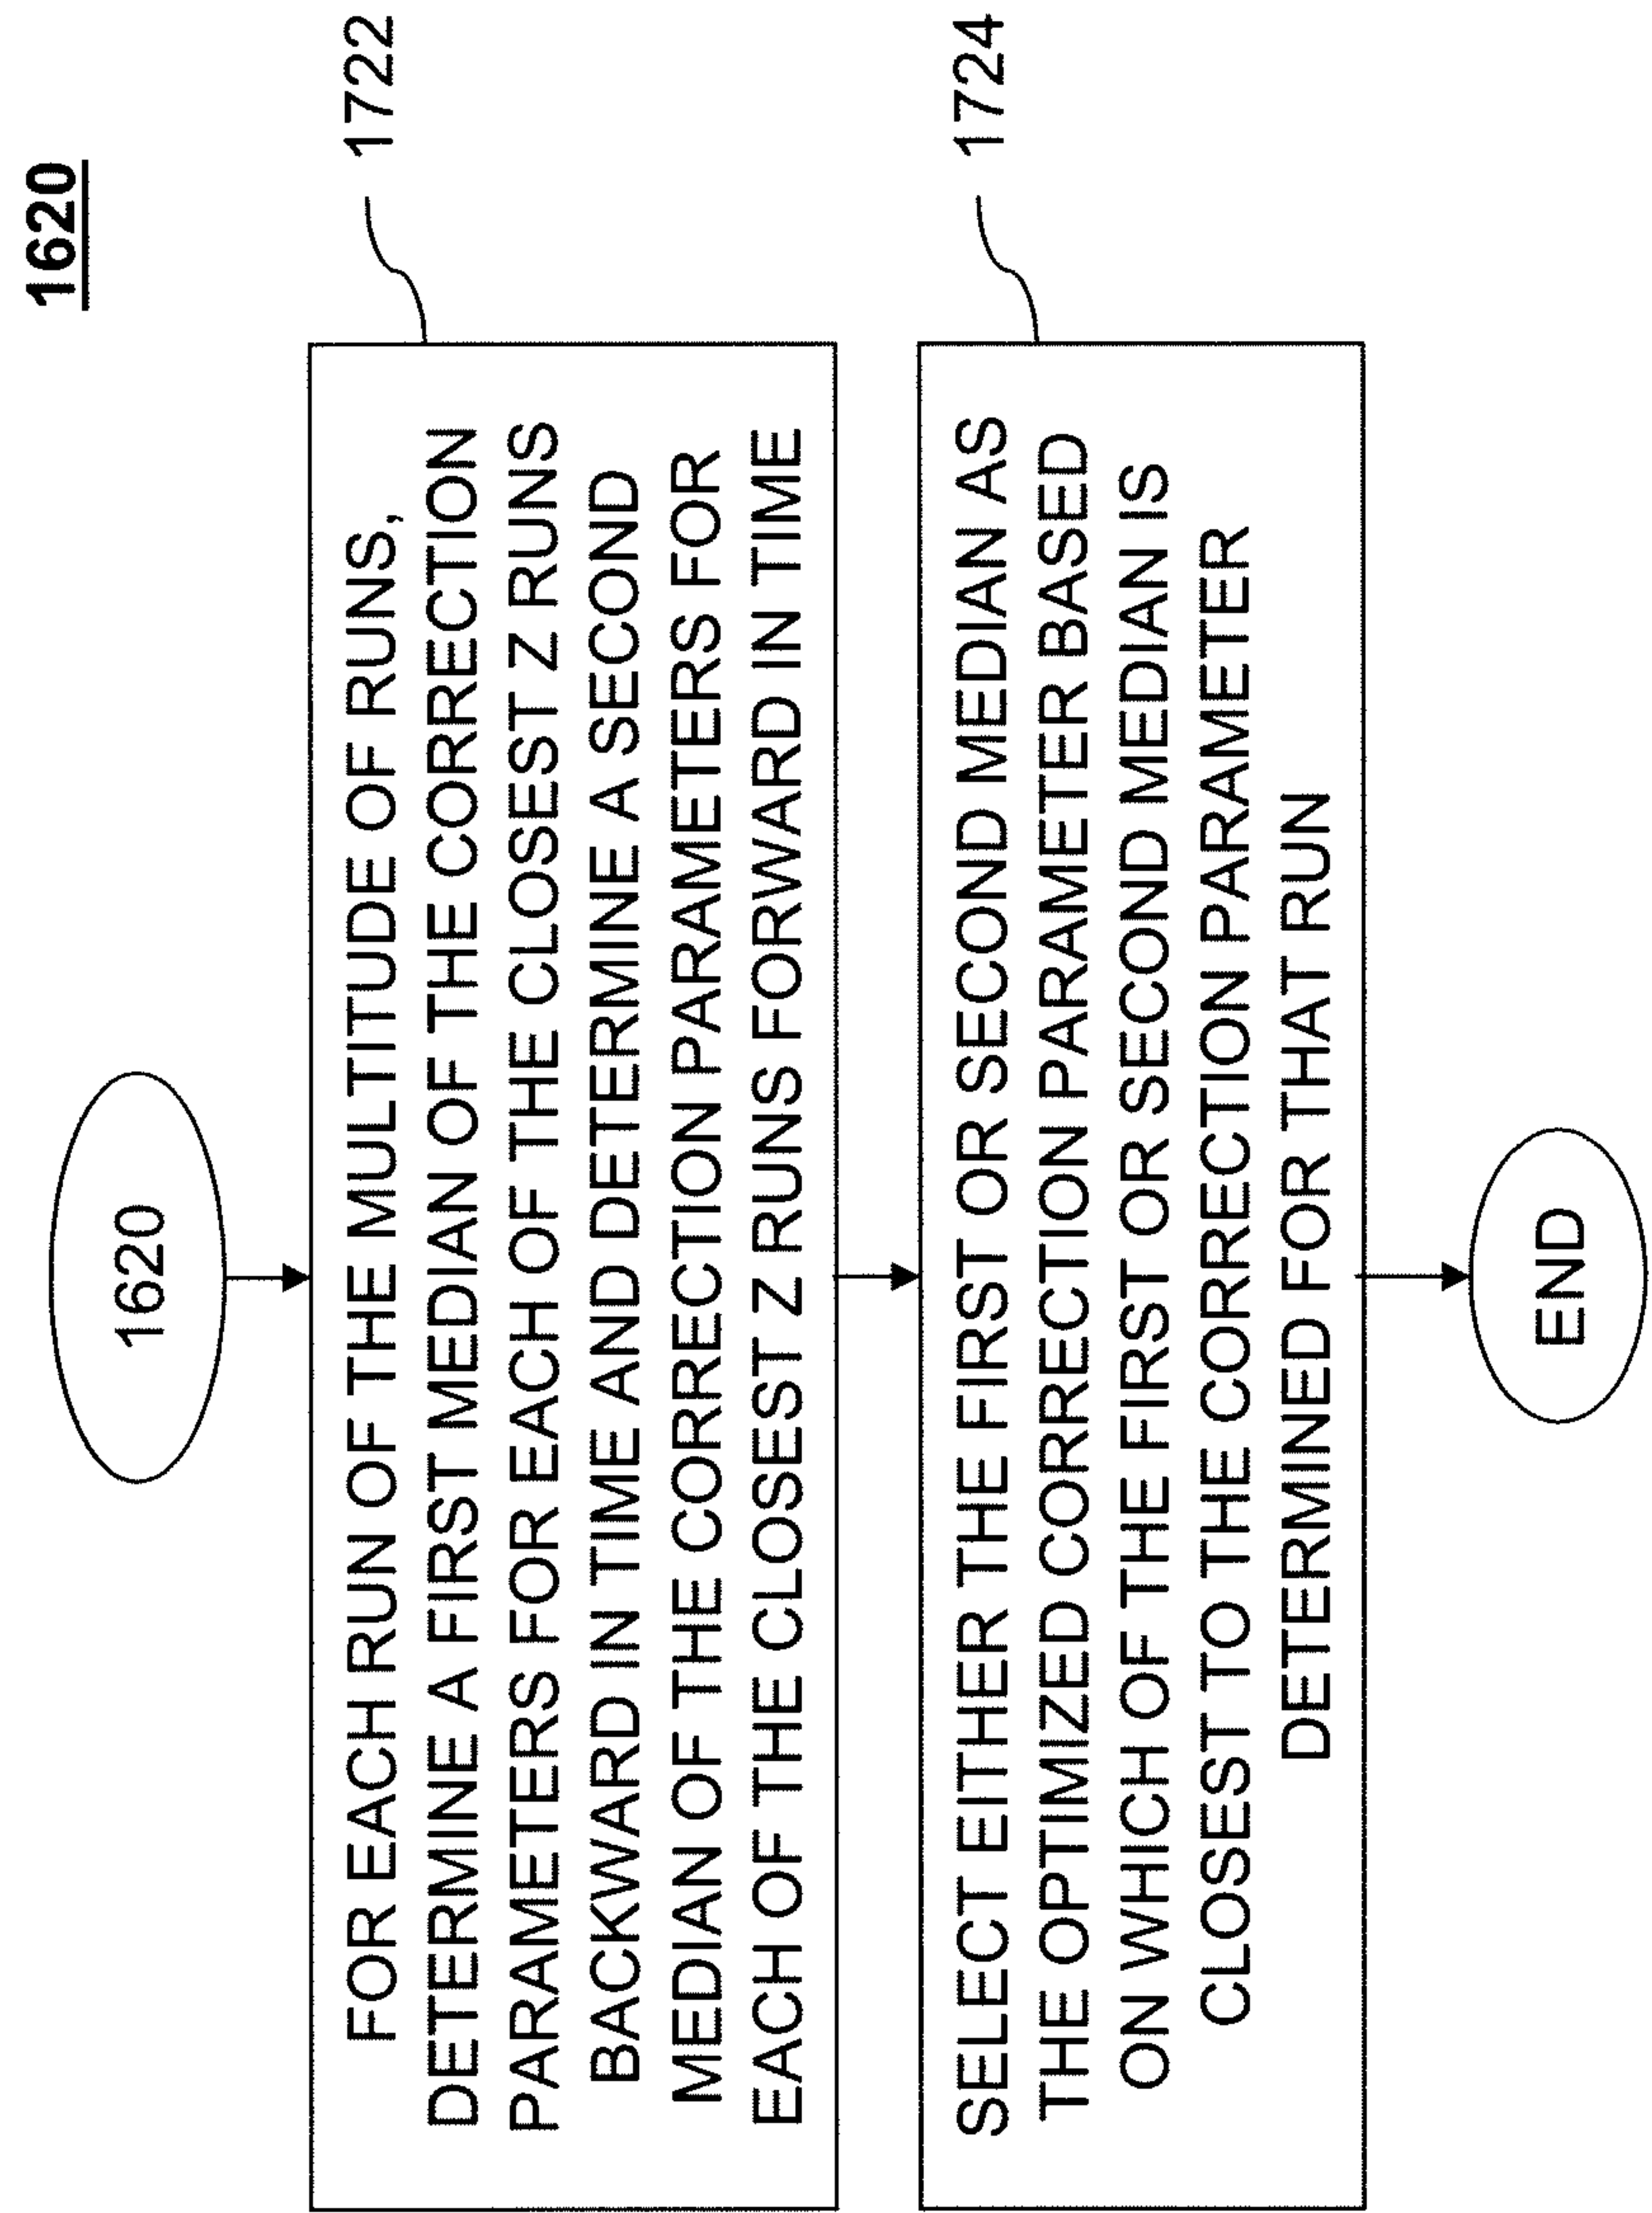 1620
1620
FOR EACH RUN OF THE MULTITUDE OF RUNS,
DETERMINE A FIRST MEDIAN OF THE CORRECTION
PARAMETERS FOR EACH OF THE CLOSEST Z RUNS
BACKWARD IN TIME AND DETERMINE A SECOND
MEDIAN OF THE CORRECTION PARAMETERS FOR
EACH OF THE CLOSEST Z RUNS FORWARD IN TIME
1722
SELECT EITHER THE FIRST OR SECOND MEDIAN AS
THE OPTIMIZED CORRECTION PARAMETER BASED
ON WHICH OF THE FIRST OR SECOND MEDIAN IS
CLOSEST TO THE CORRECTION PARAMETER
DETERMINED FOR THAT RUN
1724
END